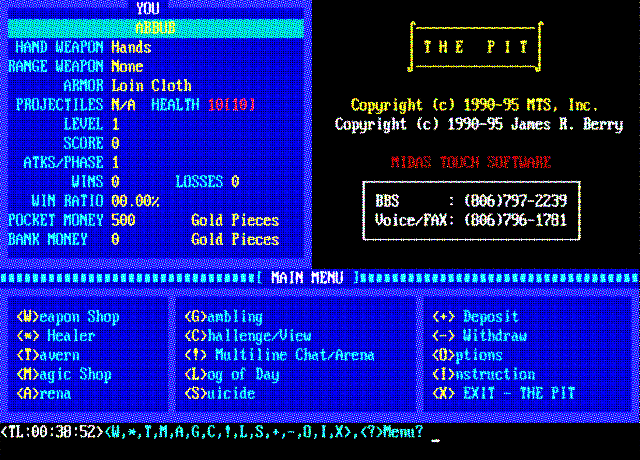 YOU
ABBUB
HAND WEAPON Hands
RANGE WEAPON None
ARMOR Loin Cloth
PROJECTILES N/A HEALTH 10[10]
LEVEL 1
SCORE 0
ATKS/PHASE 1
WINS 0 LOSSES 0
WIN RATIO 00.00%
POCKET MONEY 500 Gold Pieces
BANK MONEY 0 Gold Pieces
THE PIT
Copyright (c) 1990-95 MTS, Inc.
Copyright (c) 1990-95 James R. Berry
MIDAS TOUCH SOFTWARE
BBS : (806)797-2239
Voice/FAX: (806)796-1781
[ MAIN MENU ]
<W>eapon Shop
<*> Healer
<T>avern
<M>agic Shop
<A>rena
<G>ambling
<C>hallenge/View
<!> Multiline Chat/Arena
<L>og of Day
<S>uicide
<+> Deposit
<-> Withdraw
<O>ptions
<I>nstruction
<X> EXIT - THE PIT
<TL:00:38:52><W,*,T,M,A,G,C,!,L,S,+,-,O,I,X>,<?>Menu? _